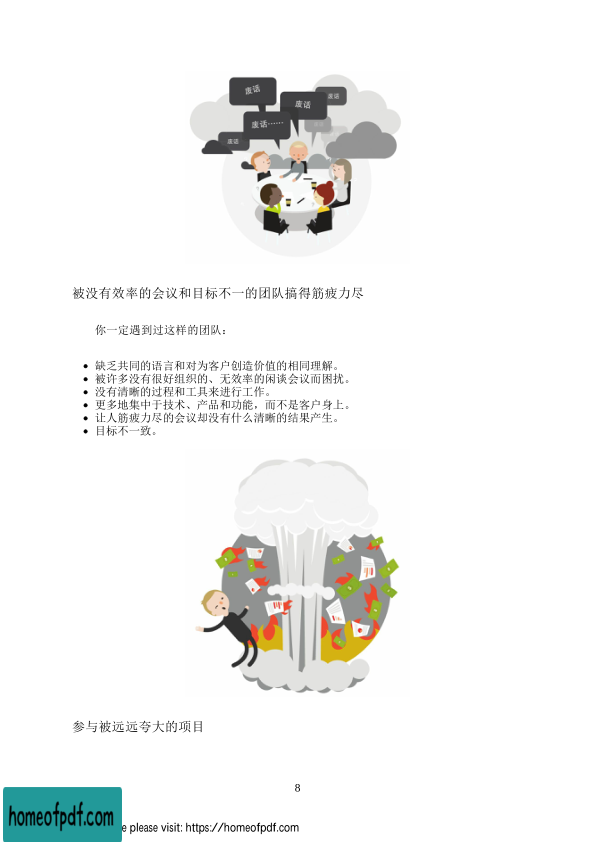 废话
废话
废话
废话……
废话
被没有效率的会议和目标不一的团队搞得筋疲力尽
你一定遇到过这样的团队：
• 缺乏共同的语言和对为客户创造价值的相同理解。
• 被许多没有很好组织的、无效率的闲谈会议而困扰。
• 没有清晰的过程和工具来进行工作。
• 更多地集中于技术、产品和功能，而不是客户身上。
• 让人筋疲力尽的会议却没有什么清晰的结果产生。
• 目标不一致。
参与被远远夸大的项目
8
homeofpdf.com
e please visit: https://homeofpdf.com